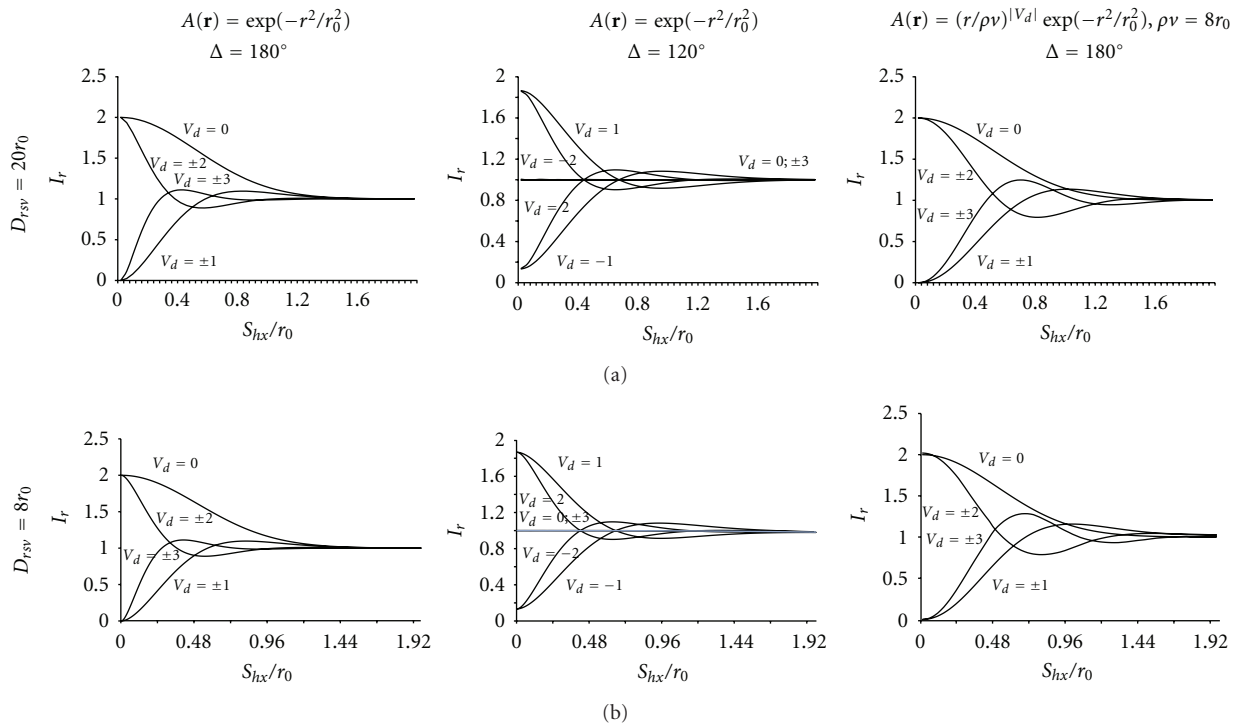 A(r) = exp(−r²/r₀²)
Δ = 180°
A(r) = exp(−r²/r₀²)
Δ = 120°
A(r) = (r/ρν)^|V_d| exp(−r²/r₀²), ρν = 8r₀
Δ = 180°
D_rsv = 20r₀
2.5
2
1.5
1
0.5
0
I_r
V_d = 0
V_d = ±2
V_d = ±3
V_d = ±1
0 0.4 0.8 1.2 1.6
S_hx/r₀
2
1.6
1.2
0.8
0.4
0
I_r
V_d = 1
V_d = −2
V_d = 0; ±3
V_d = 2
V_d = −1
0 0.4 0.8 1.2 1.6
S_hx/r₀
2.5
2
1.5
1
0.5
0
I_r
V_d = 0
V_d = ±2
V_d = ±3
V_d = ±1
0 0.4 0.8 1.2 1.6
S_hx/r₀
(a)
D_rsv = 8r₀
2.5
2
1.5
1
0.5
0
I_r
V_d = 0
V_d = ±2
V_d = ±3
V_d = ±1
0 0.48 0.96 1.44 1.92
S_hx/r₀
2
1.6
1.2
0.8
0.4
0
I_r
V_d = 1
V_d = 2
V_d = 0; ±3
V_d = −2
V_d = −1
0 0.48 0.96 1.44 1.92
S_hx/r₀
2.5
2
1.5
1
0.5
0
I_r
V_d = 0
V_d = ±2
V_d = ±3
V_d = ±1
0 0.48 0.96 1.44 1.92
S_hx/r₀
(b)